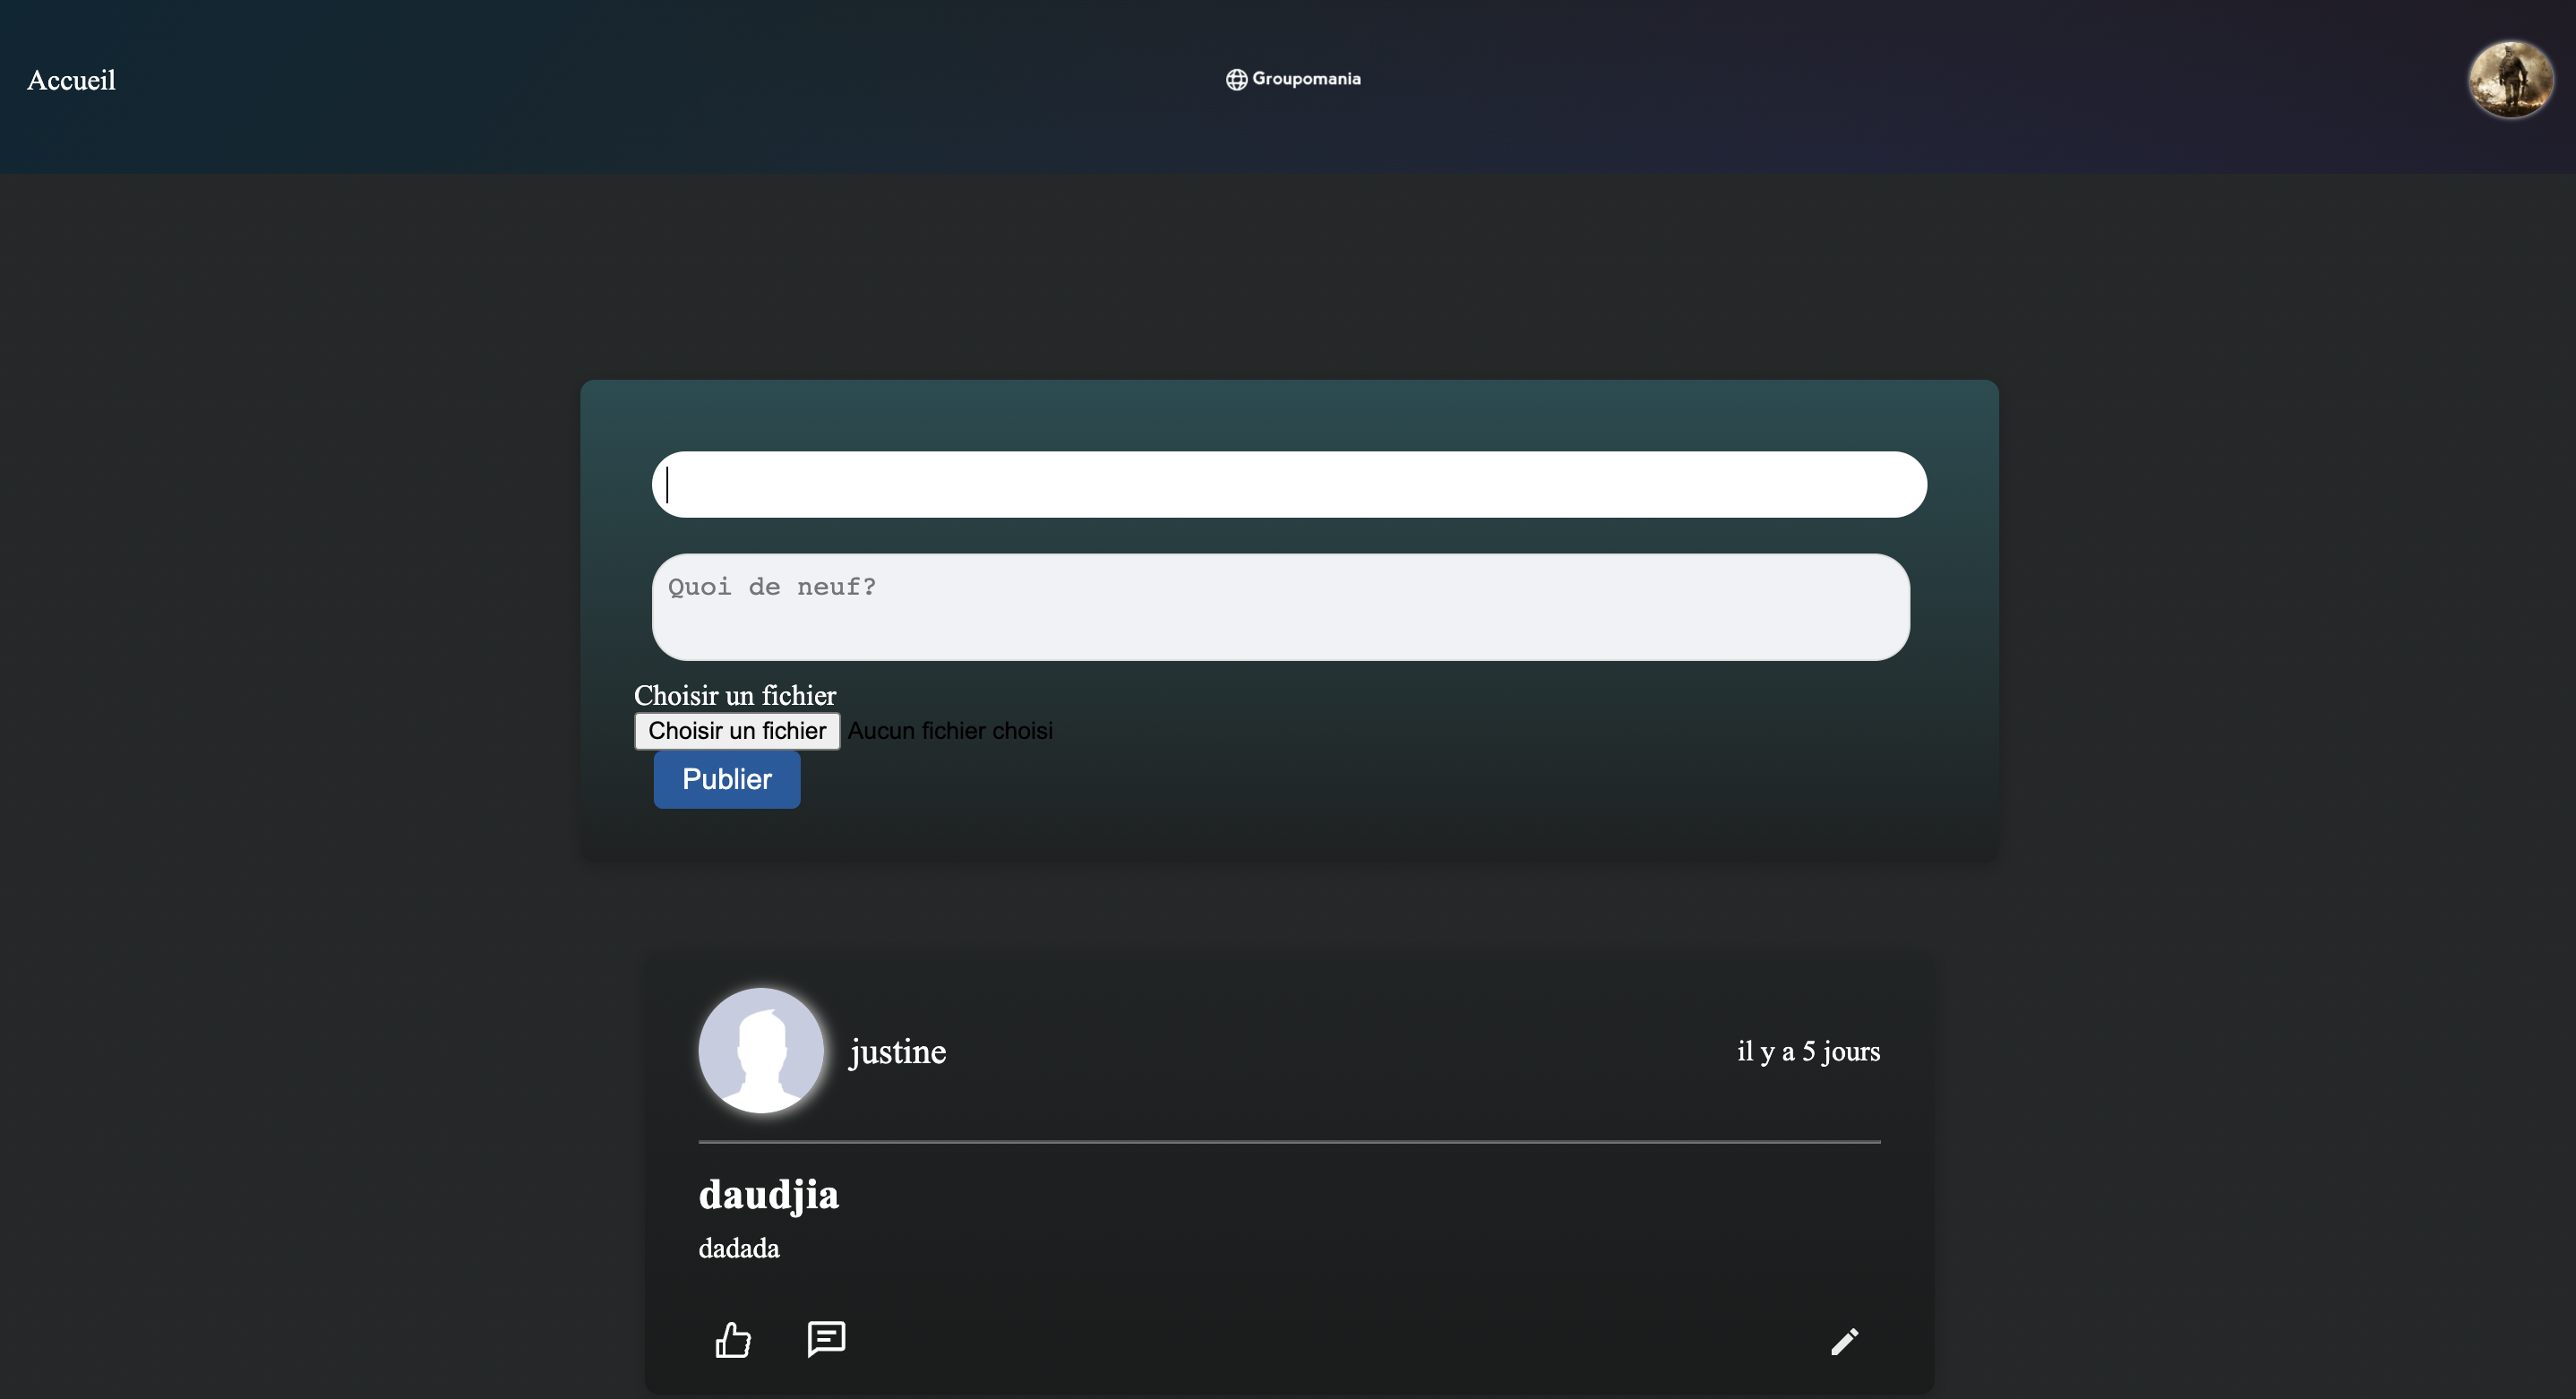 Accueil
Groupomania
Quoi de neuf?
Choisir un fichier
Choisir un fichier Aucun fichier choisi
Publier
justine
il y a 5 jours
daudjia
dadada